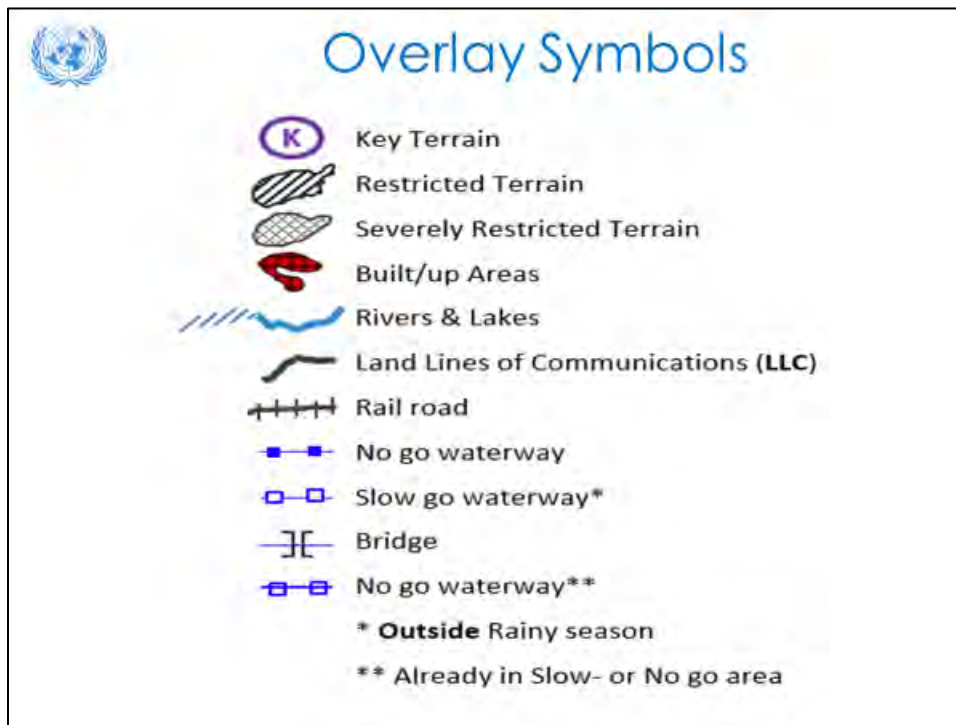 Overlay Symbols
K Key Terrain
Restricted Terrain
Severely Restricted Terrain
Built/up Areas
Rivers & Lakes
Land Lines of Communications (LLC)
Rail road
No go waterway
Slow go waterway*
Bridge
No go waterway**
* Outside Rainy season
** Already in Slow- or No go area